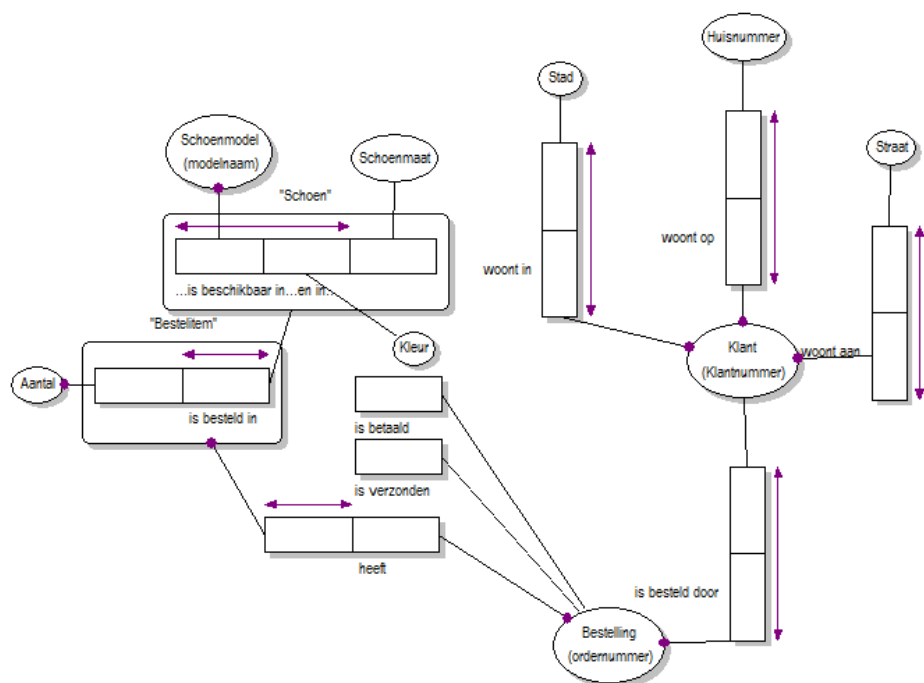 Huisnummer
Stad
Schoenmodel
(modelnaam)
Schoenmaat
Straat
"Schoen"
woont op
woont in
...is beschikbaar in...en in...
"Bestelitem"
Kleur
Klant
(Klantnummer)
woont aan
Aantal
is besteld in
is betaald
is verzonden
heeft
is besteld door
Bestelling
(ordernummer)